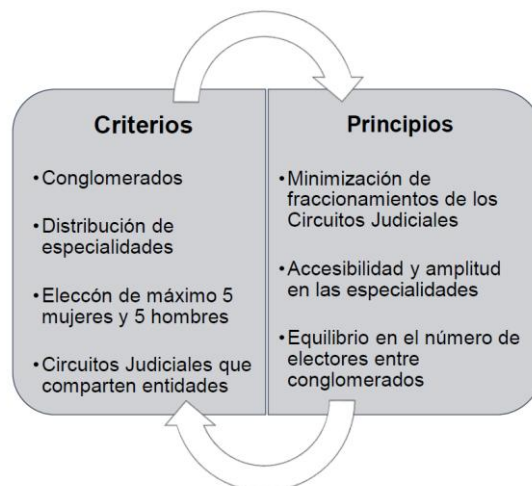 Criterios
•Conglomerados
•Distribución de
especialidades
•Eleccón de máximo 5
mujeres y 5 hombres
•Circuitos Judiciales que
comparten entidades
Principios
•Minimización de
fraccionamientos de los
Circuitos Judiciales
•Accesibilidad y amplitud
en las especialidades
•Equilibrio en el número de
electores entre
conglomerados